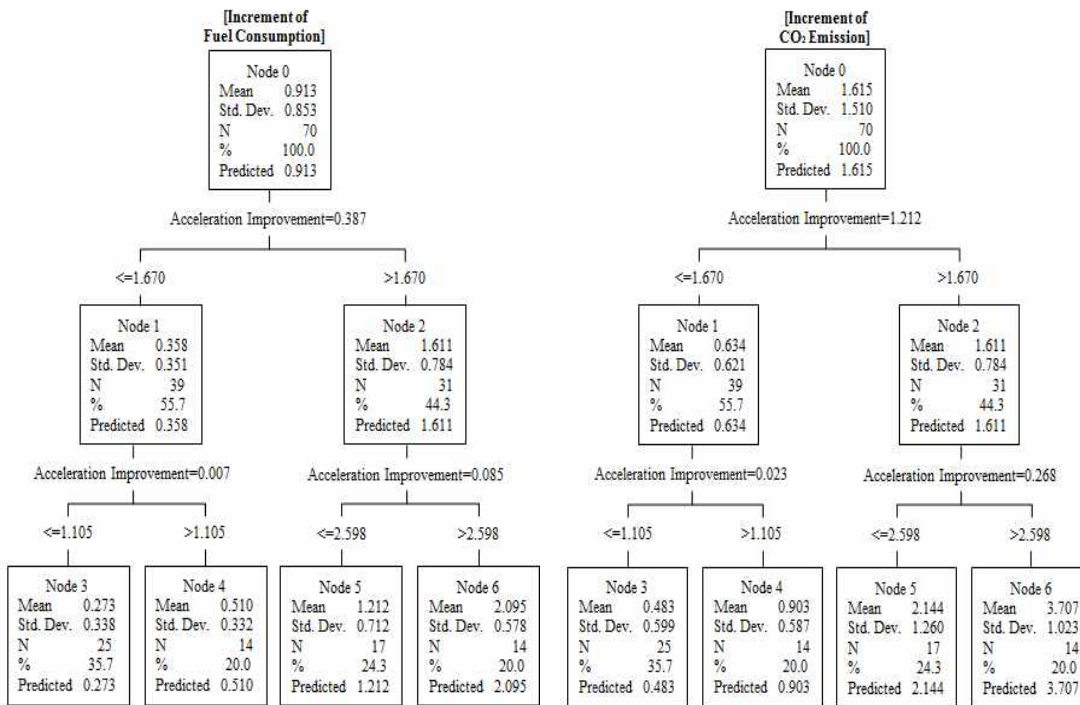 [Increment of
Fuel Consumption]
Node 0
Mean 0.913
Std. Dev. 0.853
N 70
% 100.0
Predicted 0.913
Acceleration Improvement=0.387
<=1.670 >1.670
Node 1
Mean 0.358
Std. Dev. 0.351
N 39
% 55.7
Predicted 0.358
Node 2
Mean 1.611
Std. Dev. 0.784
N 31
% 44.3
Predicted 1.611
Acceleration Improvement=0.007
Acceleration Improvement=0.085
<=1.105 >1.105 <=2.598 >2.598
Node 3
Mean 0.273
Std. Dev. 0.338
N 25
% 35.7
Predicted 0.273
Node 4
Mean 0.510
Std. Dev. 0.332
N 14
% 20.0
Predicted 0.510
Node 5
Mean 1.212
Std. Dev. 0.712
N 17
% 24.3
Predicted 1.212
Node 6
Mean 2.095
Std. Dev. 0.578
N 14
% 20.0
Predicted 2.095
[Increment of
CO₂ Emission]
Node 0
Mean 1.615
Std. Dev. 1.510
N 70
% 100.0
Predicted 1.615
Acceleration Improvement=1.212
<=1.670 >1.670
Node 1
Mean 0.634
Std. Dev. 0.621
N 39
% 55.7
Predicted 0.634
Node 2
Mean 1.611
Std. Dev. 0.784
N 31
% 44.3
Predicted 1.611
Acceleration Improvement=0.023
Acceleration Improvement=0.268
<=1.105 >1.105 <=2.598 >2.598
Node 3
Mean 0.483
Std. Dev. 0.599
N 25
% 35.7
Predicted 0.483
Node 4
Mean 0.903
Std. Dev. 0.587
N 14
% 20.0
Predicted 0.903
Node 5
Mean 2.144
Std. Dev. 1.260
N 17
% 24.3
Predicted 2.144
Node 6
Mean 3.707
Std. Dev. 1.023
N 14
% 20.0
Predicted 3.707